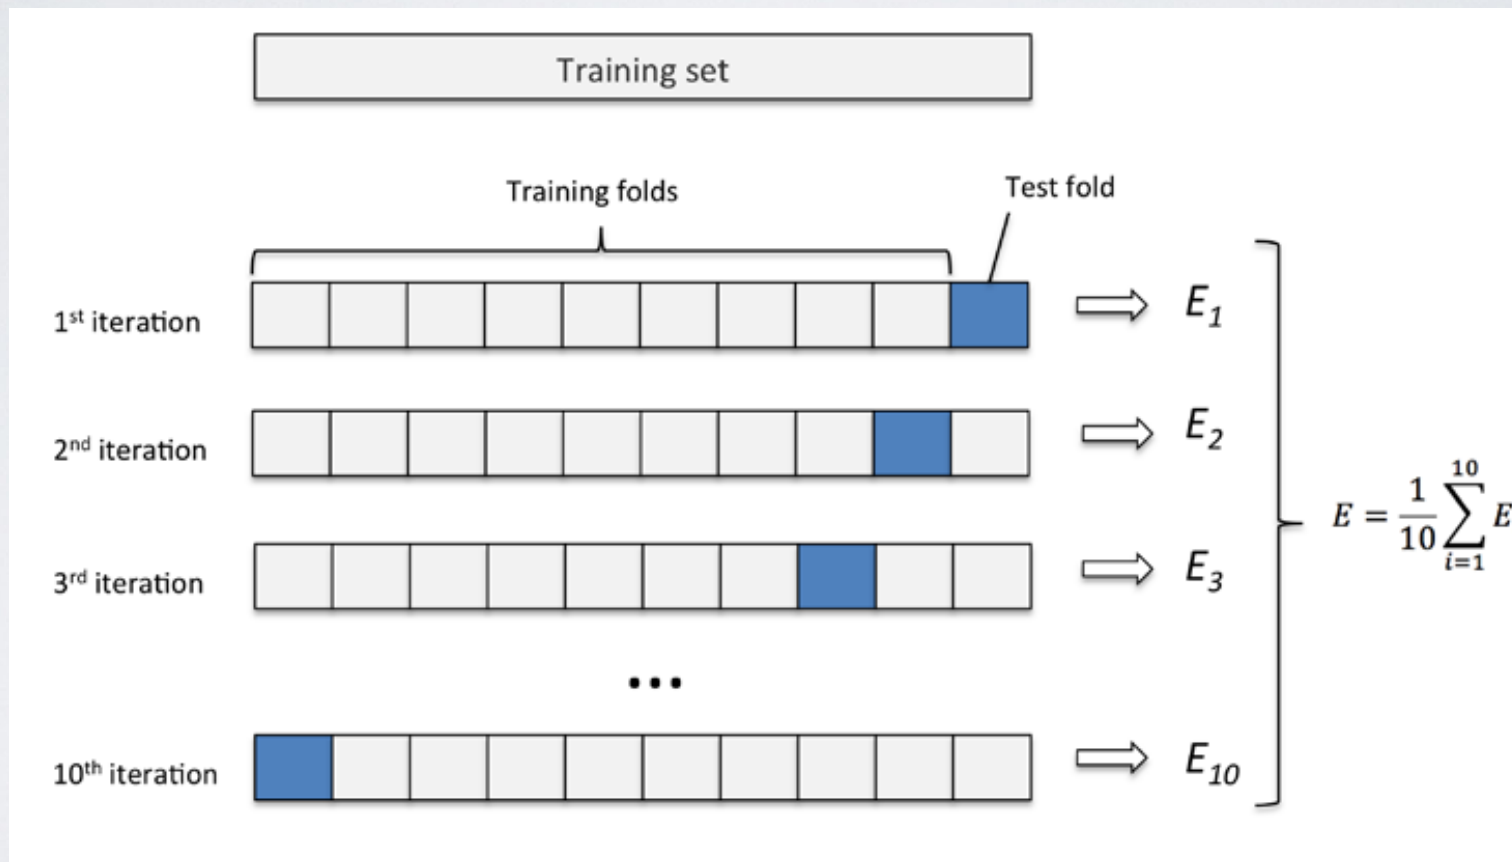 Training set
Training folds
Test fold
1st iteration
E1
2nd iteration
E2
3rd iteration
E3
E = 1/10 10∑i=1 E
...
10th iteration
E10